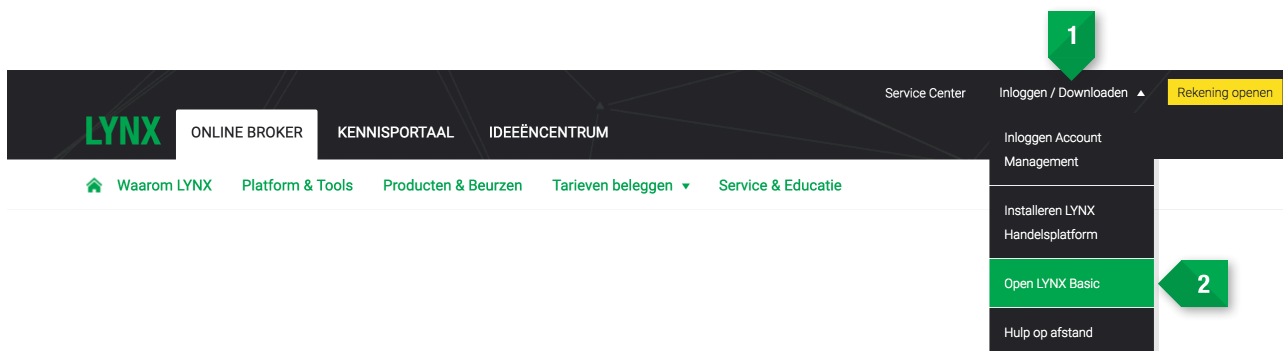 1
Service Center Inloggen / Downloaden ▲ Rekening openen
LYNX ONLINE BROKER KENNISPORTAAL IDEEËNCENTRUM
Inloggen Account
Management
Waarom LYNX Platform & Tools Producten & Beurzen Tarieven beleggen ▼ Service & Educatie
Installeren LYNX
Handelsplatform
Open LYNX Basic 2
Hulp op afstand